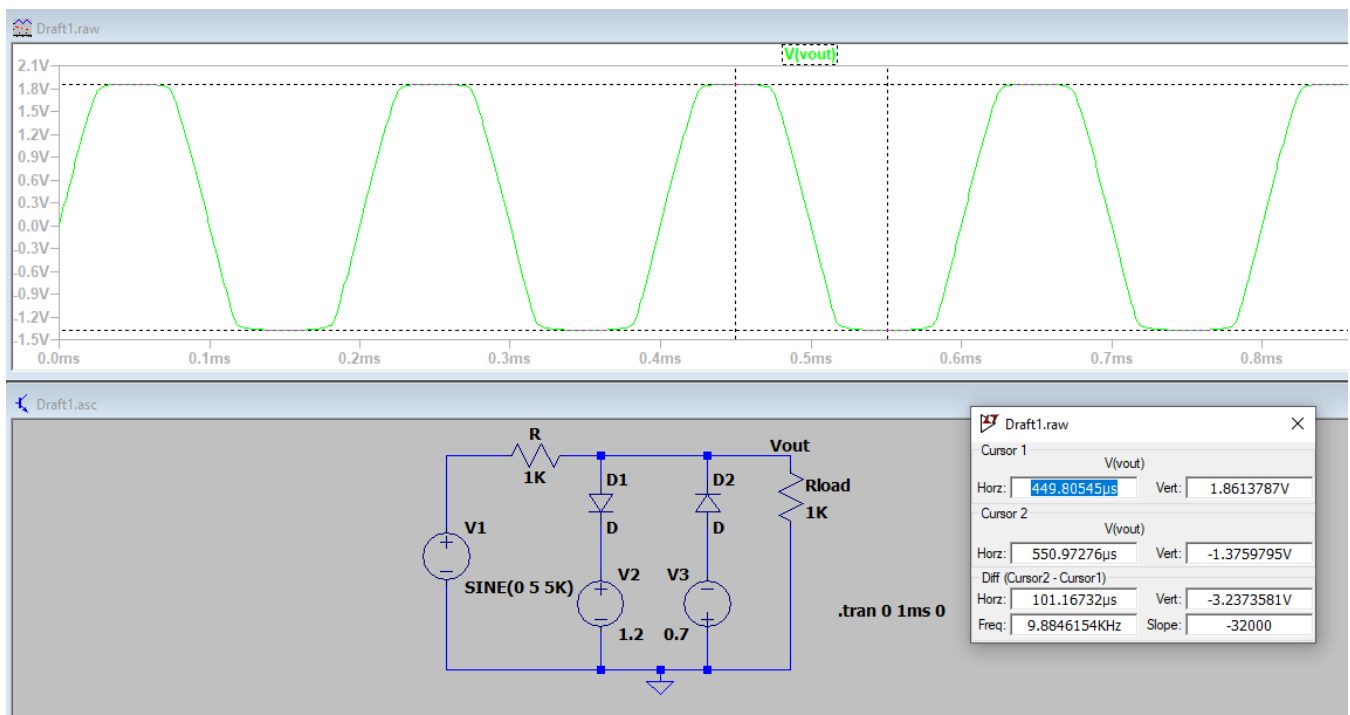 Draft1.raw
V(vout)
2.1V
1.8V
1.5V
1.2V
0.9V
0.6V
0.3V
0.0V
-0.3V
-0.6V
-0.9V
-1.2V
-1.5V
0.0ms 0.1ms 0.2ms 0.3ms 0.4ms 0.5ms 0.6ms 0.7ms 0.8ms
Draft1.asc
R
1K
D1
D
D2
D
Vout
Rload
1K
V1
SINE(0 5 5K)
V2
1.2
V3
0.7
.tran 0 1ms 0
Draft1.raw
Cursor 1
V(vout)
Horz: 449.80545µs Vert: 1.8613787V
Cursor 2
V(vout)
Horz: 550.97276µs Vert: -1.3759795V
Diff (Cursor2 - Cursor1)
Horz: 101.16732µs Vert: -3.2373581V
Freq: 9.8846154KHz Slope: -32000